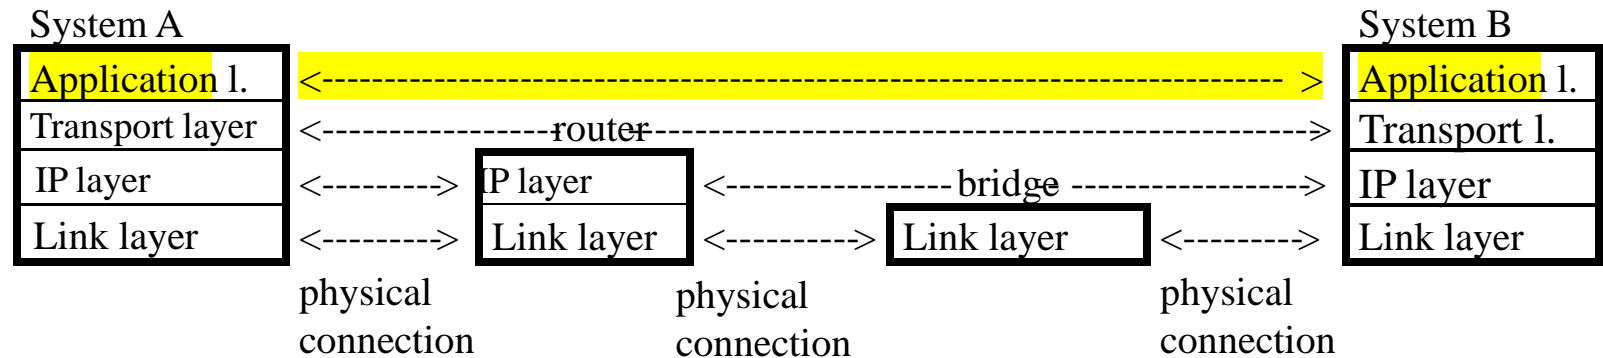 System A
System B
Application l. <------------------------------------------------------------------ > Application l.
Transport layer <----------------router----------------------------------------------> Transport l.
IP layer <---------> IP layer <----------------- bridge -----------------> IP layer
Link layer <---------> Link layer <-----------> Link layer <---------> Link layer
physical connection
physical connection
physical connection